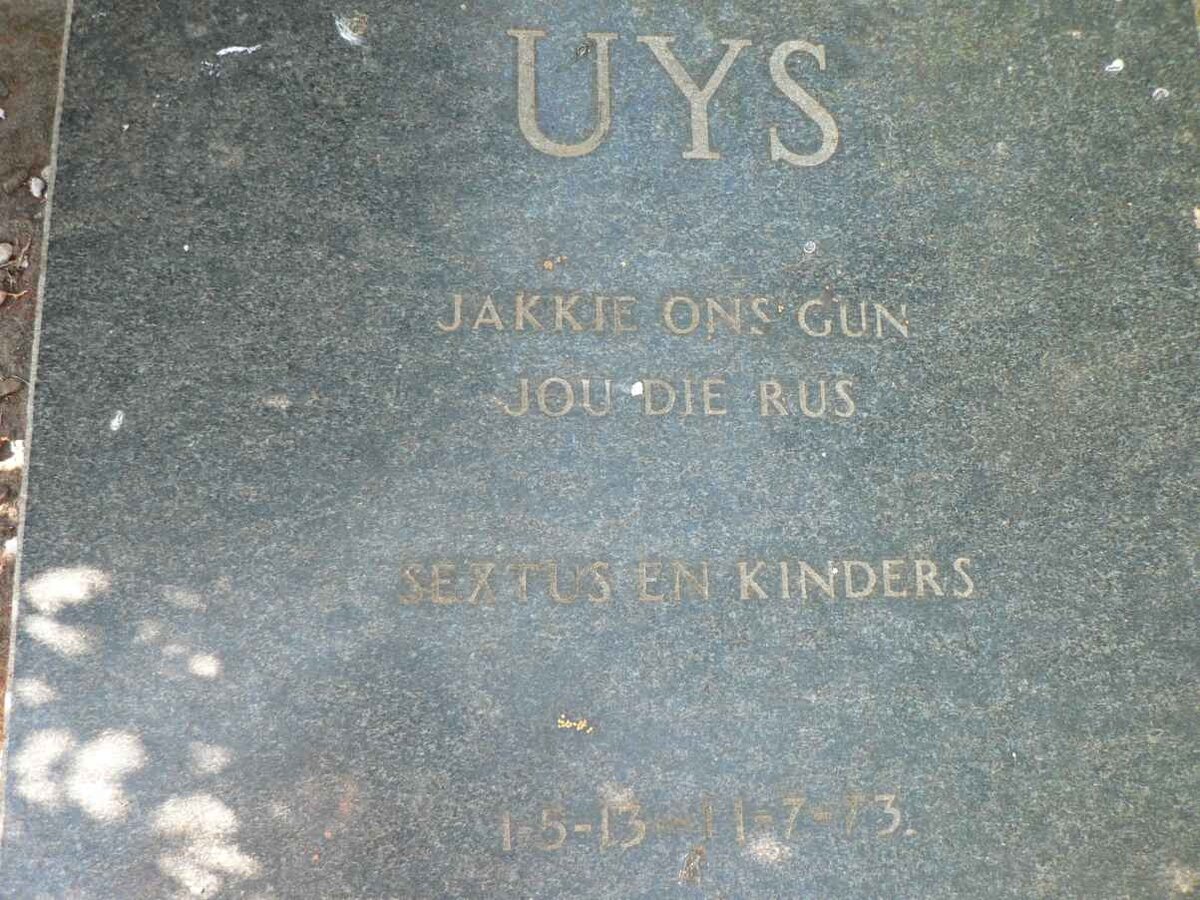 UYS
JAKKIE ONS GUN
JOU DIE RUS
SEXTUS EN KINDERS
1-5-13-11-7-73.